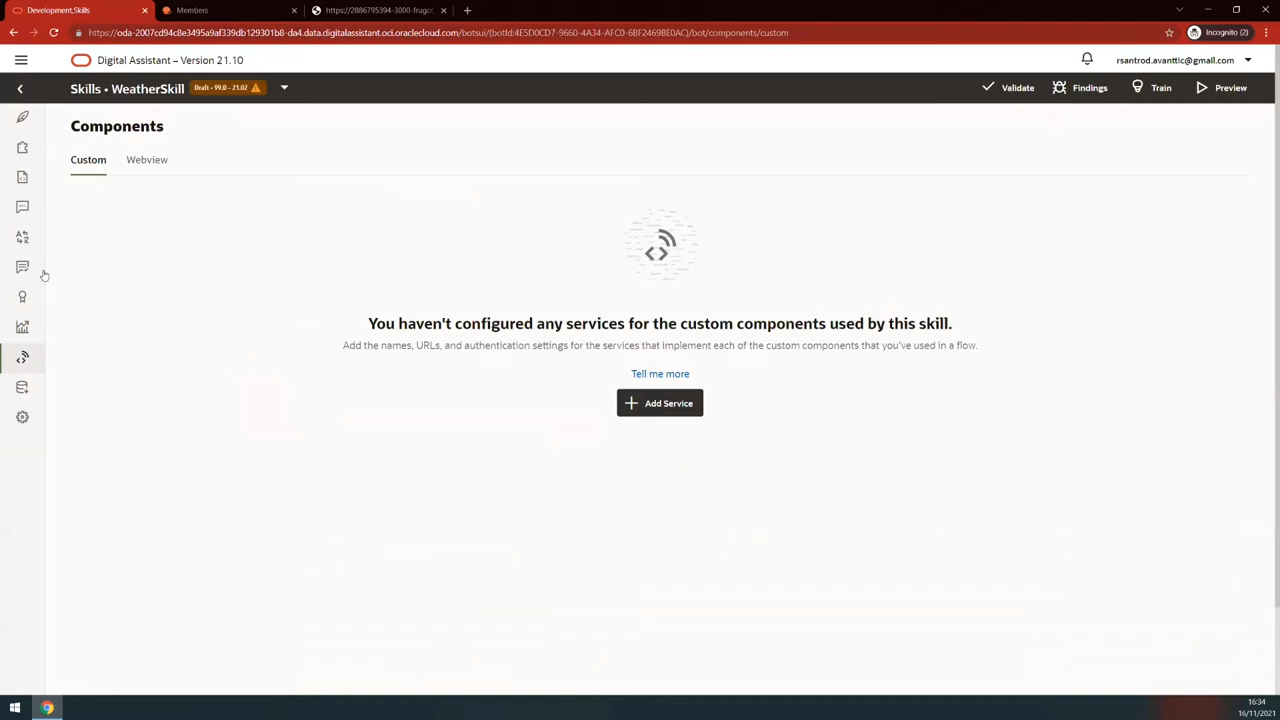 Development.Skills
Members
https://2886795394-3000-frugo
https://oda-2007cd94c8e3495a9af339db129301b8-da4.data.digitalassistant.oci.oraclecloud.com/botsui/(botId:4E5D0CD7-9660-4A34-AFC0-6BF2469BE0AC)/bot/components/custom
Incognito (2)
Digital Assistant – Version 21.10
rsantrod.avanttic@gmail.com
Skills • WeatherSkill
Draft • 99.0 – 21.02
Validate
Findings
Train
Preview
Components
Custom
Webview
You haven't configured any services for the custom components used by this skill.
Add the names, URLs, and authentication settings for the services that implement each of the custom components that you've used in a flow.
Tell me more
Add Service
16:34
16/11/2021